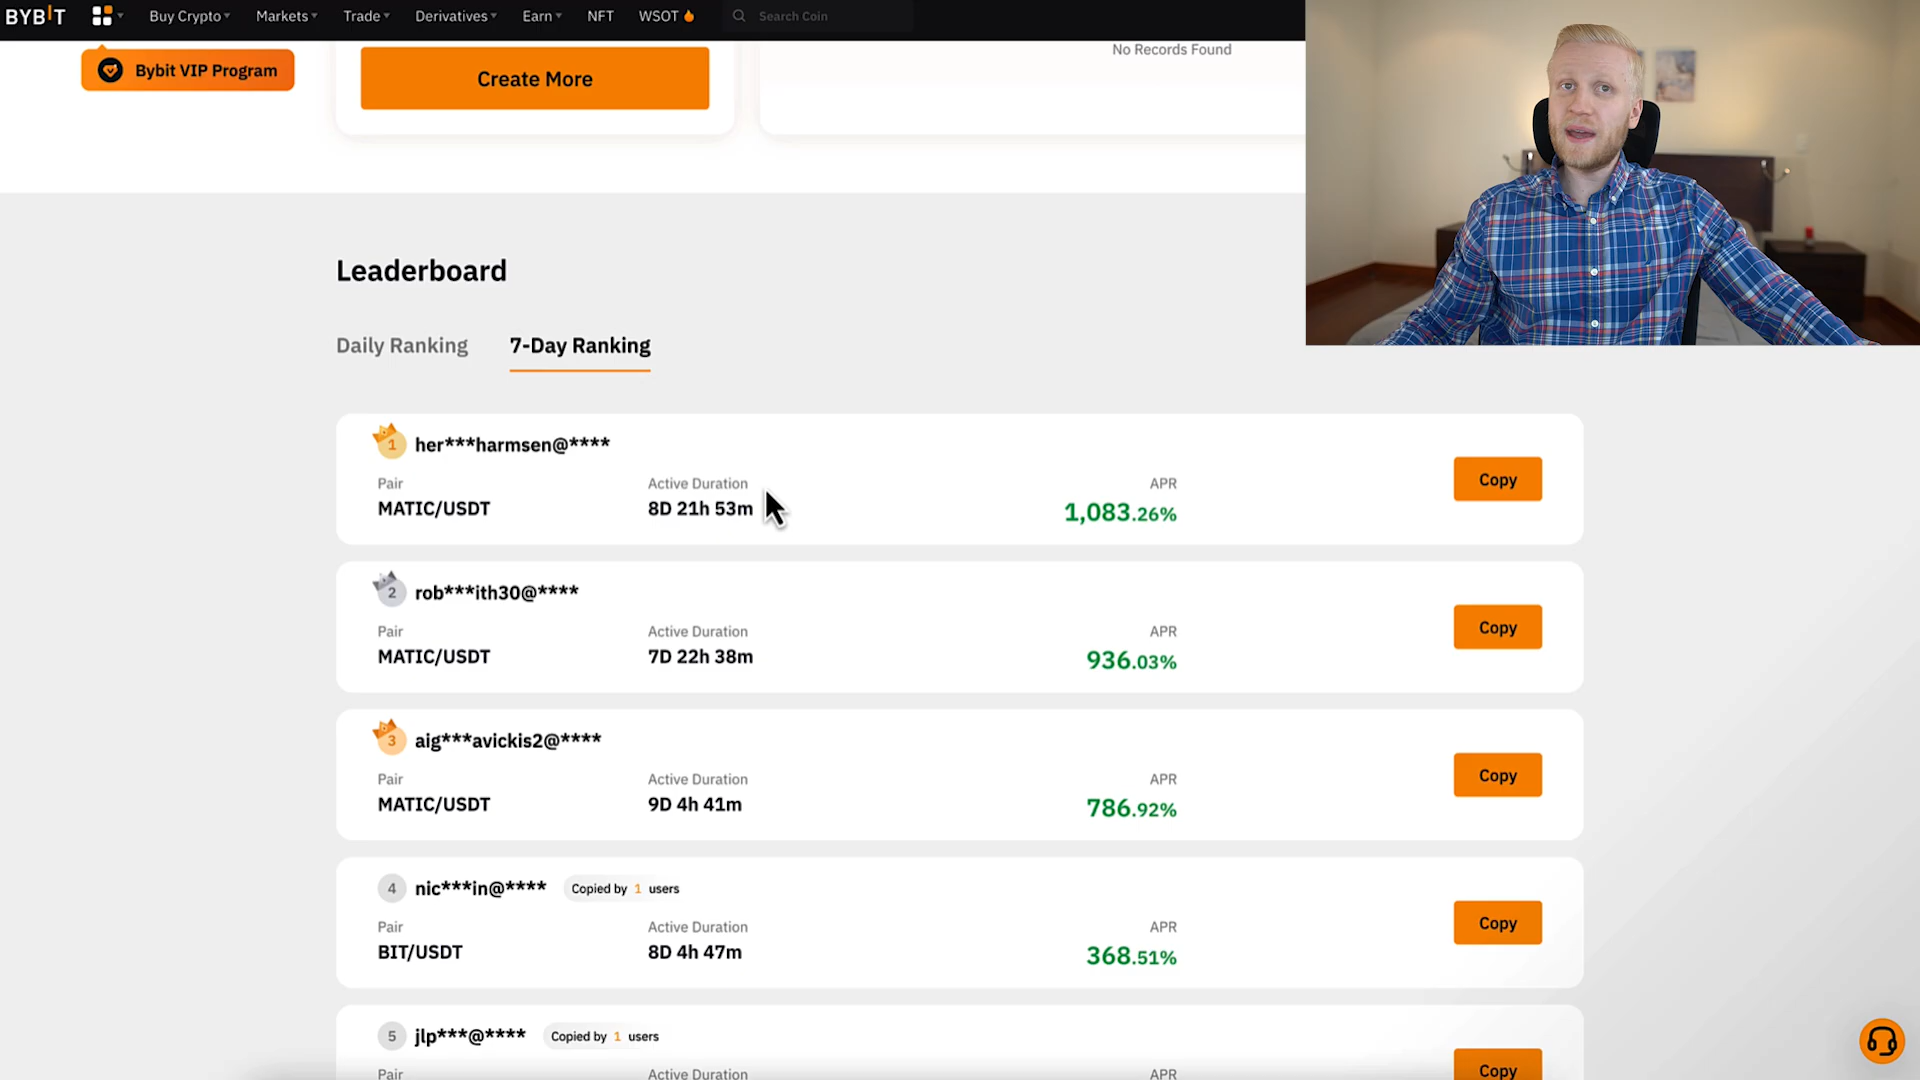 BYBIT Buy Crypto Markets Trade Derivatives Earn NFT WSOT Search Coin
Bybit VIP Program
Create More
No Records Found
Leaderboard
Daily Ranking 7-Day Ranking
1 her***harmsen@****
Pair Active Duration APR
MATIC/USDT 8D 21h 53m 1,083.26%
Copy
2 rob***ith30@****
Pair Active Duration APR
MATIC/USDT 7D 22h 38m 936.03%
Copy
3 aig***avickis2@****
Pair Active Duration APR
MATIC/USDT 9D 4h 41m 786.92%
Copy
4 nic***in@**** Copied by 1 users
Pair Active Duration APR
BIT/USDT 8D 4h 47m 368.51%
Copy
5 jlp***@**** Copied by 1 users
Pair Active Duration APR
Copy